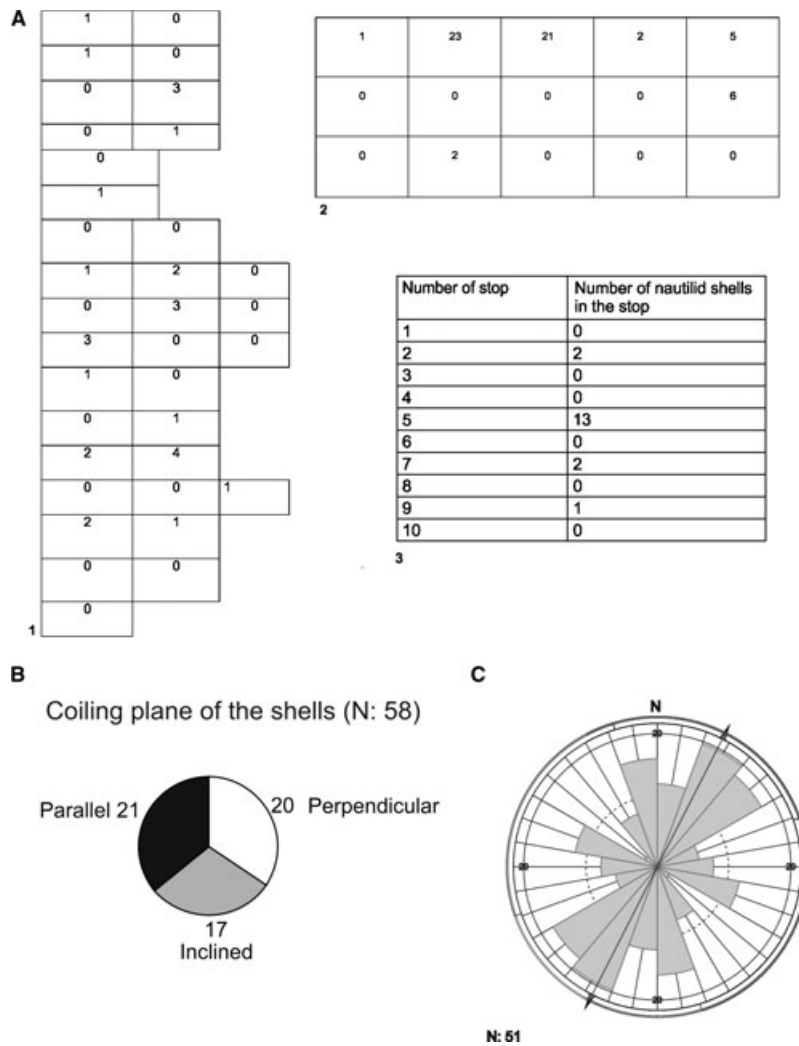 A
1 0
1 0
0 3
0 1
0
1
0 0
1 2 0
0 3 0
3 0 0
1 0
0 1
2 4
0 0 1
2 1
0 0
0
1
1 23 21 2 5
0 0 0 0 6
0 2 0 0 0
2
Number of stop Number of nautilid shells
in the stop
1 0
2 2
3 0
4 0
5 13
6 0
7 2
8 0
9 1
10 0
3
B
Coiling plane of the shells (N: 58)
Parallel 21
20 Perpendicular
17
Inclined
C
N
20
20 20
20
N: 51